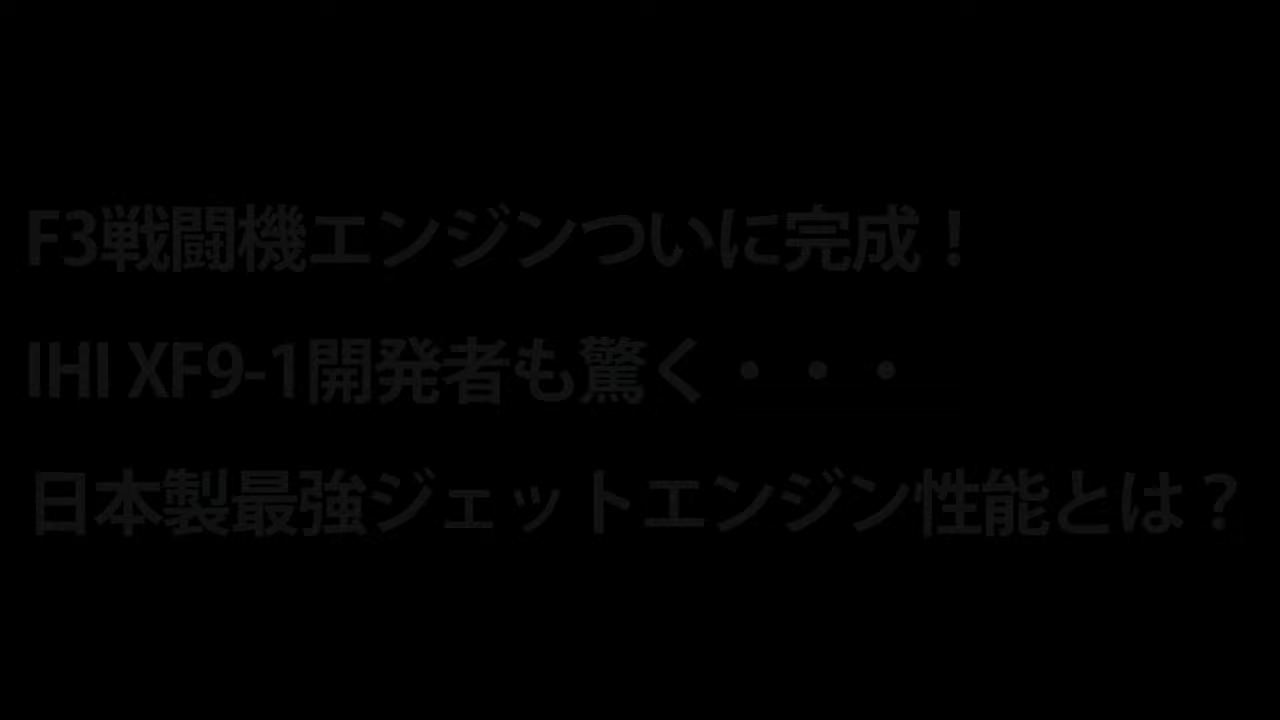 F3戦闘機エンジンついに完成！
IHI XF9-1開発者も驚く・・・
日本製最強ジェットエンジン性能とは？